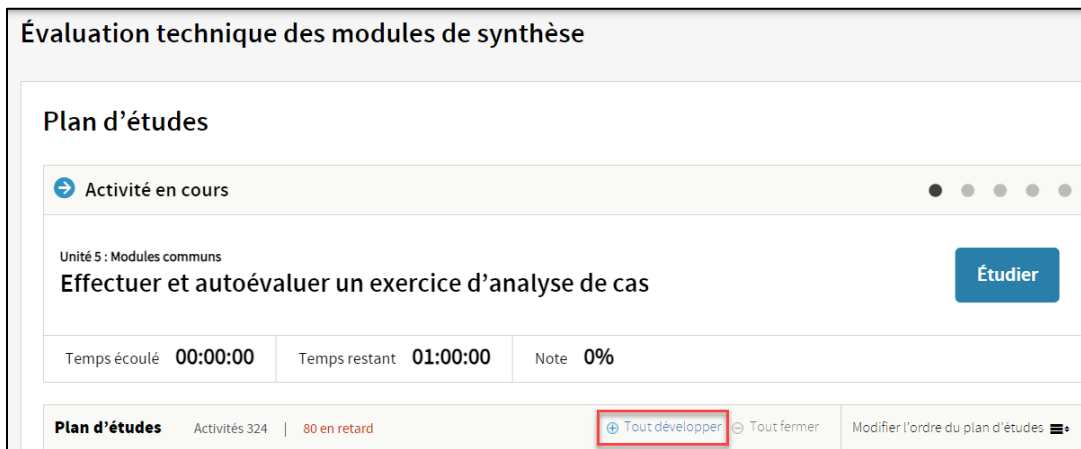 Évaluation technique des modules de synthèse
Plan d’études
Activité en cours
Unité 5 : Modules communs
Effectuer et autoévaluer un exercice d’analyse de cas
Étudier
Temps écoulé 00:00:00 Temps restant 01:00:00 Note 0%
Plan d’études Activités 324 | 80 en retard Tout développer Tout fermer Modifier l’ordre du plan d’études